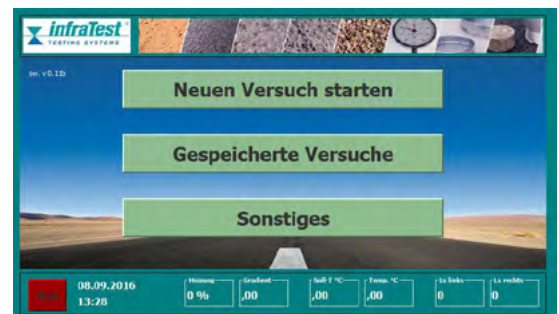 infraTest
TESTING SYSTEMS
sw. v0.11b
Neuen Versuch starten
Gespeicherte Versuche
Sonstiges
08.09.2016
13:28
Heizung
0 %
Gradient
,00
Soll-T °C
,00
Temp. °C
,00
Ls links
0
Ls rechts
0